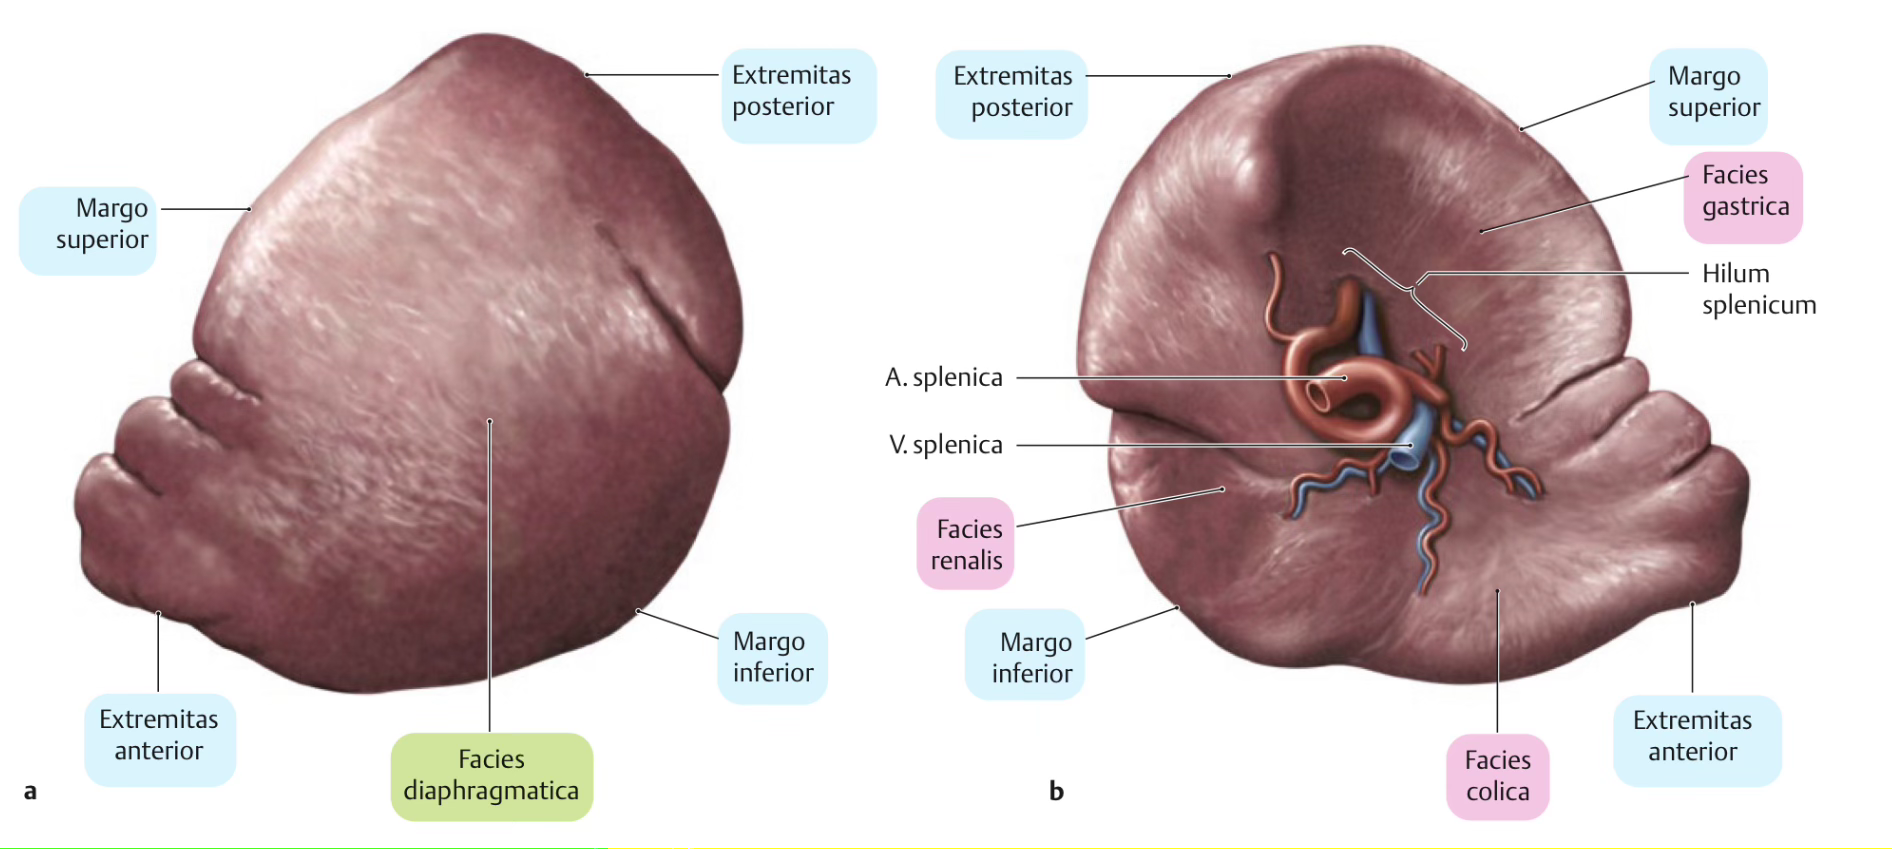 Extremitas
posterior
Margo
superior
Margo
inferior
Extremitas
anterior
Facies
diaphragmatica
a
Extremitas
posterior
Margo
superior
Facies
gastrica
Hilum
splenicum
A. splenica
V. splenica
Facies
renalis
Margo
inferior
Extremitas
anterior
Facies
colica
b